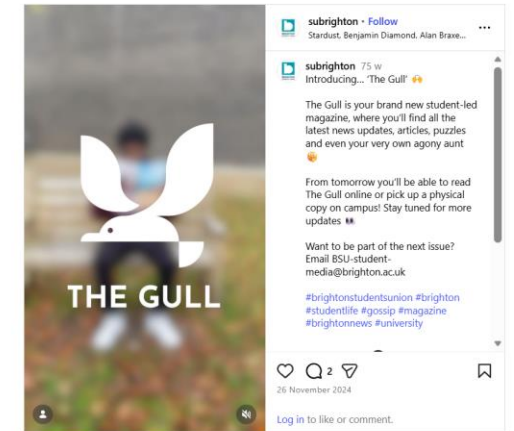 THE GULL
subrighton • Follow
Stardust, Benjamin Diamond, Alan Braxe...
subrighton 75 w
Introducing... ‘The Gull’ 🙌
The Gull is your brand new student-led
magazine, where you'll find all the
latest news updates, articles, puzzles
and even your very own agony aunt
From tomorrow you'll be able to read
The Gull online or pick up a physical
copy on campus! Stay tuned for more
updates 👀
Want to be part of the next issue?
Email BSU-student-
media@brighton.ac.uk
#brightonstudentsunion #brighton
#studentlife #gossip #magazine
#brightonnews #university
2
26 November 2024
Log in to like or comment.